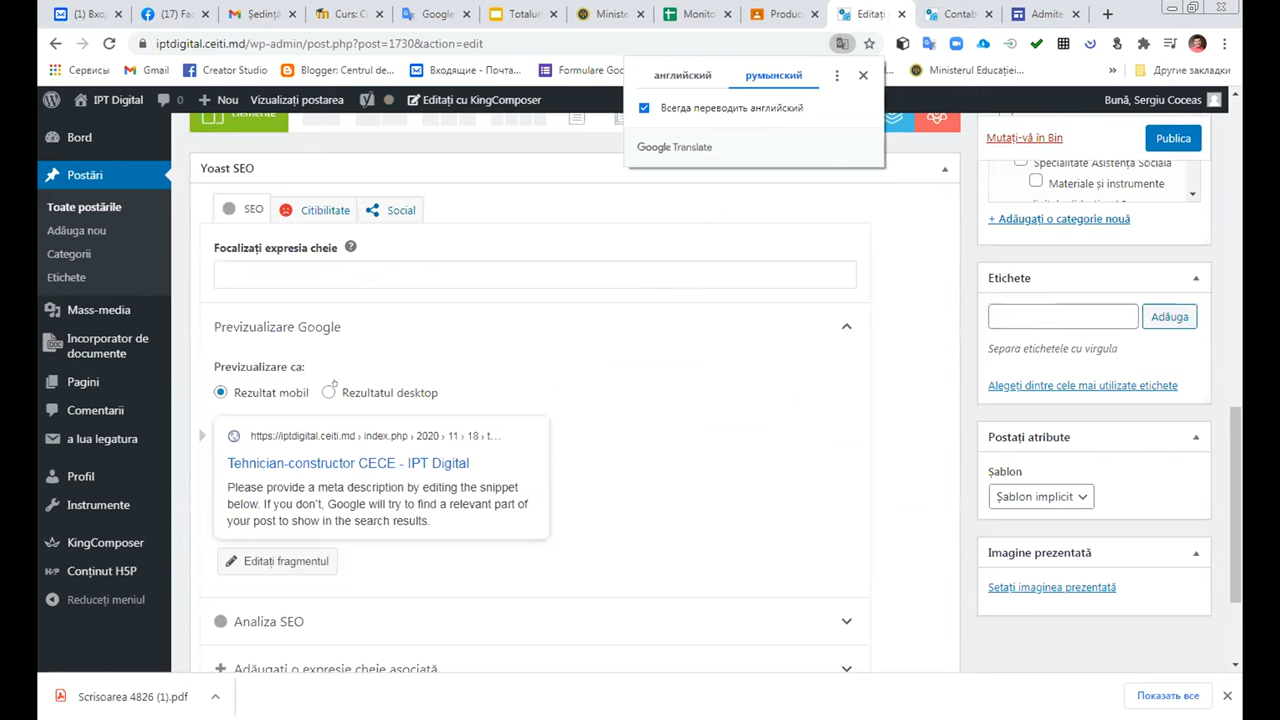 (1) Вхо
(17) Fac
Ședinț
Curs: C
Google
Totalur
Ministe
Monito
Produc
Editați
Contab
Admite
iptdigital.ceiti.md/wp-admin/post.php?post=1730&action=edit
Сервисы
Gmail
Creator Studio
Blogger: Центр
Входящие - Почта
Formulare Goog
Ministerul Educației...
»
Другие закладки
английский
румынский
Всегда переводить английский
Google Translate
IPT Digital
0
Nou
Vizualizați postarea
Editați cu KingComposer
Bună, Sergiu Coceas
Bord
Postări
Toate postările
Adăuga nou
Categorii
Etichete
Mass-media
Incorporator de
documente
Pagini
Comentarii
a lua legatura
Profil
Instrumente
KingComposer
Conținut H5P
Reduceți meniul
Elemente
Yoast SEO
SEO
Citibilitate
Social
Focalizați expresia cheie
Previzualizare Google
Previzualizare ca:
Rezultat mobil
Rezultatul desktop
https://iptdigital.ceiti.md › index.php › 2020 › 11 › 18 › t...
Tehnician-constructor CECE - IPT Digital
Please provide a meta description by editing the snippet
below. If you don't, Google will try to find a relevant part
of your post to show in the search results.
Editați fragmentul
Analiza SEO
Adăugați o expresie cheie asociată
Mutați-vă în Bin
Publica
Specialitate Asistența Socială
Materiale și instrumente
+ Adăugați o categorie nouă
Etichete
Adăuga
Separa etichetele cu virgula
Alegeți dintre cele mai utilizate etichete
Postați atribute
Șablon
Șablon implicit
Imagine prezentată
Setați imaginea prezentată
Scrisoarea 4826 (1).pdf
Показать все